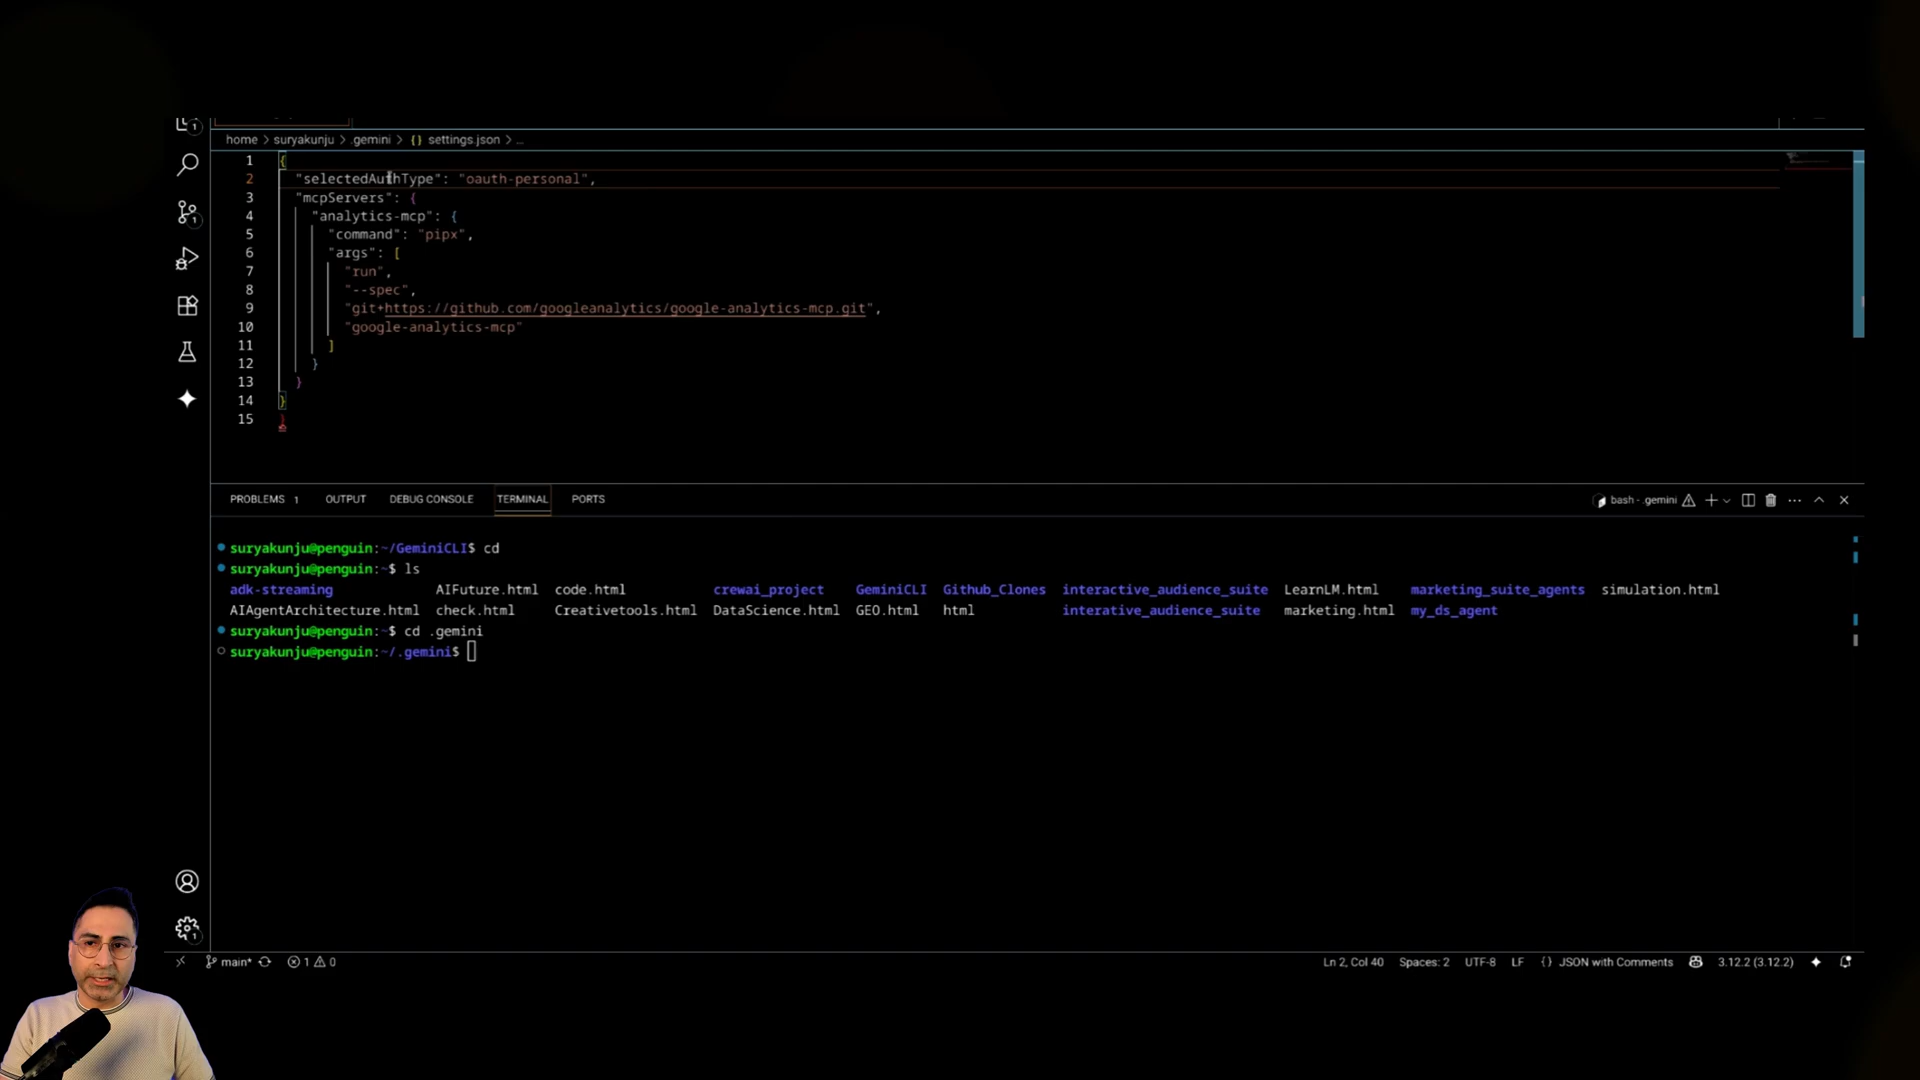 home > suryakunju > .gemini > {} settings.json > ...
1 {
2 "selectedAuthType": "oauth-personal",
3 "mcpServers": {
4 "analytics-mcp": {
5 "command": "pipx",
6 "args": [
7 "run",
8 "--spec",
9 "git+https://github.com/googleanalytics/google-analytics-mcp.git",
10 "google-analytics-mcp"
11 ]
12 }
13 }
14 }
15 }
PROBLEMS 1 OUTPUT DEBUG CONSOLE TERMINAL PORTS bash - .gemini
suryakunju@penguin:~/GeminiCLI$ cd
suryakunju@penguin:~$ ls
adk-streaming AIFuture.html code.html crewai_project GeminiCLI Github_Clones interactive_audience_suite LearnLM.html marketing_suite_agents simulation.html
AIAgentArchitecture.html check.html Creativetools.html DataScience.html GEO.html html interative_audience_suite marketing.html my_ds_agent
suryakunju@penguin:~$ cd .gemini
suryakunju@penguin:~/.gemini$
main* 1 0 Ln 2, Col 40 Spaces: 2 UTF-8 LF {} JSON with Comments 3.12.2 (3.12.2)